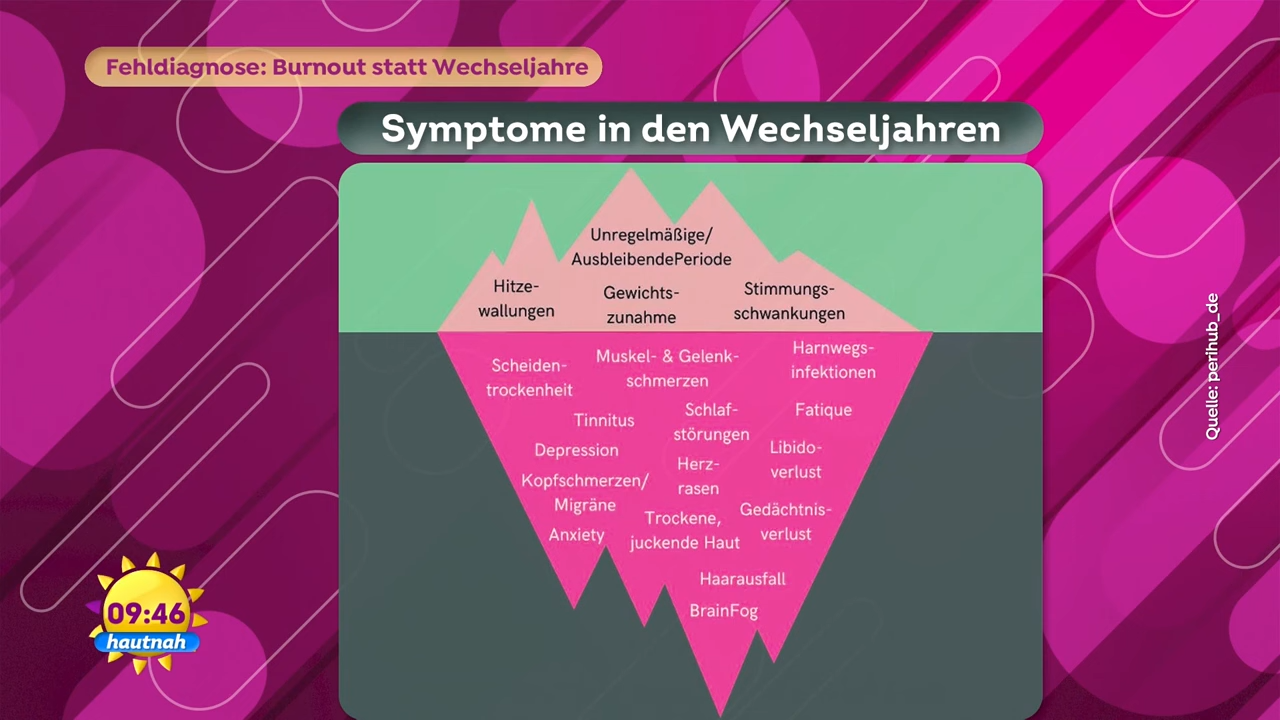 Fehldiagnose: Burnout statt Wechseljahre
Symptome in den Wechseljahren
Unregelmäßige/
AusbleibendePeriode
Hitze-
wallungen
Gewichts-
zunahme
Stimmungs-
schwankungen
Scheiden-
trockenheit
Muskel- & Gelenk-
schmerzen
Harnwegs-
infektionen
Tinnitus
Schlaf-
störungen
Fatique
Depression
Herz-
rasen
Libido-
verlust
Kopfschmerzen/
Migräne
Trockene,
juckende Haut
Gedächtnis-
verlust
Anxiety
Haarausfall
BrainFog
Quelle: perihub_de
09:46
hautnah